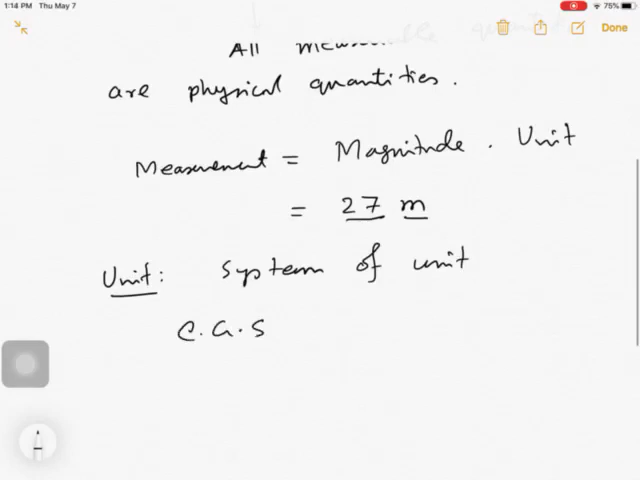 1:14 PM Thu May 7
75%
Done
All
are physical quantities.
Measurement = Magnitude . Unit
= 27 m
Unit: System of unit
C.G.S